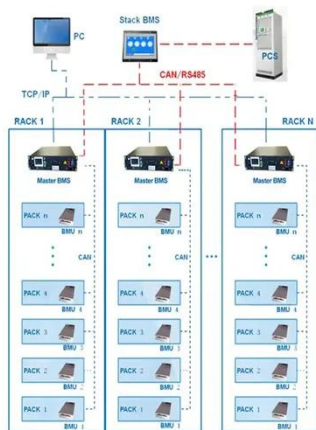 PC
Stack BMS
PCS
CAN/RS485
TCP/IP
RACK 1
RACK 2
RACK N
Master BMS
Master BMS
Master BMS
PACK n
BMU n
PACK n
BMU n
PACK n
BMU n
CAN
CAN
CAN
PACK 4
BMU 4
PACK 4
BMU 4
PACK 4
BMU 4
PACK 3
BMU 3
PACK 3
BMU 3
PACK 3
BMU 3
PACK 2
BMU 2
PACK 2
BMU 2
PACK 2
BMU 2
PACK 1
BMU 1
PACK 1
BMU 1
PACK 1
BMU 1